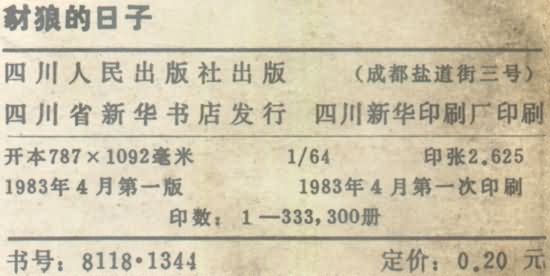 豺狼的日子
四川人民出版社出版 （成都盐道街三号）
四川省新华书店发行 四川新华印刷厂印刷
开本787×1092毫米 1/64 印张2.625
1983年4月第一版 1983年4月第一次印刷
印数：1—333,300册
书号：8118·1344 定价：0.20 元